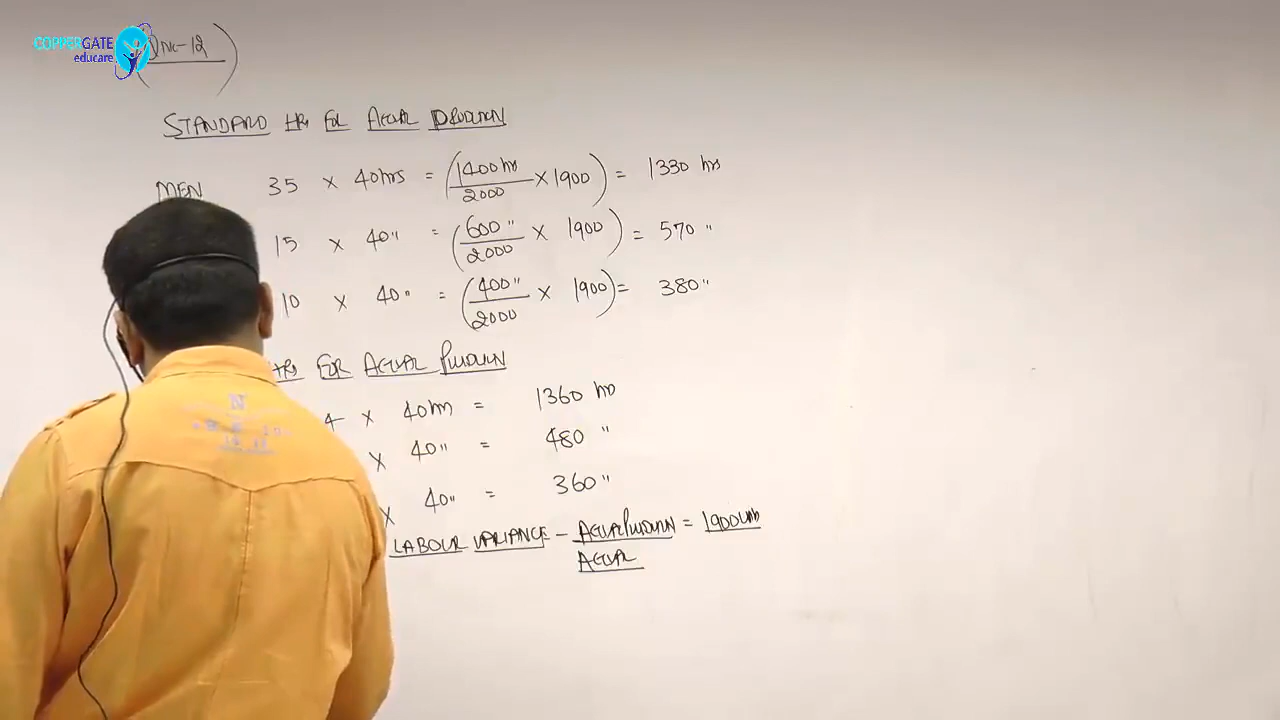 COPPERGATE
educare
STANDARD HRS FOR ACTUAL PRODUCTION
MEN 35 × 40hrs = (1400hr/2000 × 1900) = 1330 hrs
15 × 40" = (600"/2000 × 1900) = 570"
10 × 40" = (400"/2000 × 1900) = 380"
HRS FOR ACTUAL PRODUCTION
4 × 40hrs = 1360 hrs
× 40" = 480"
× 40" = 360"
LABOUR VARIANCE - ACTUAL PRODUCTION = 1900 units
ACTUAL